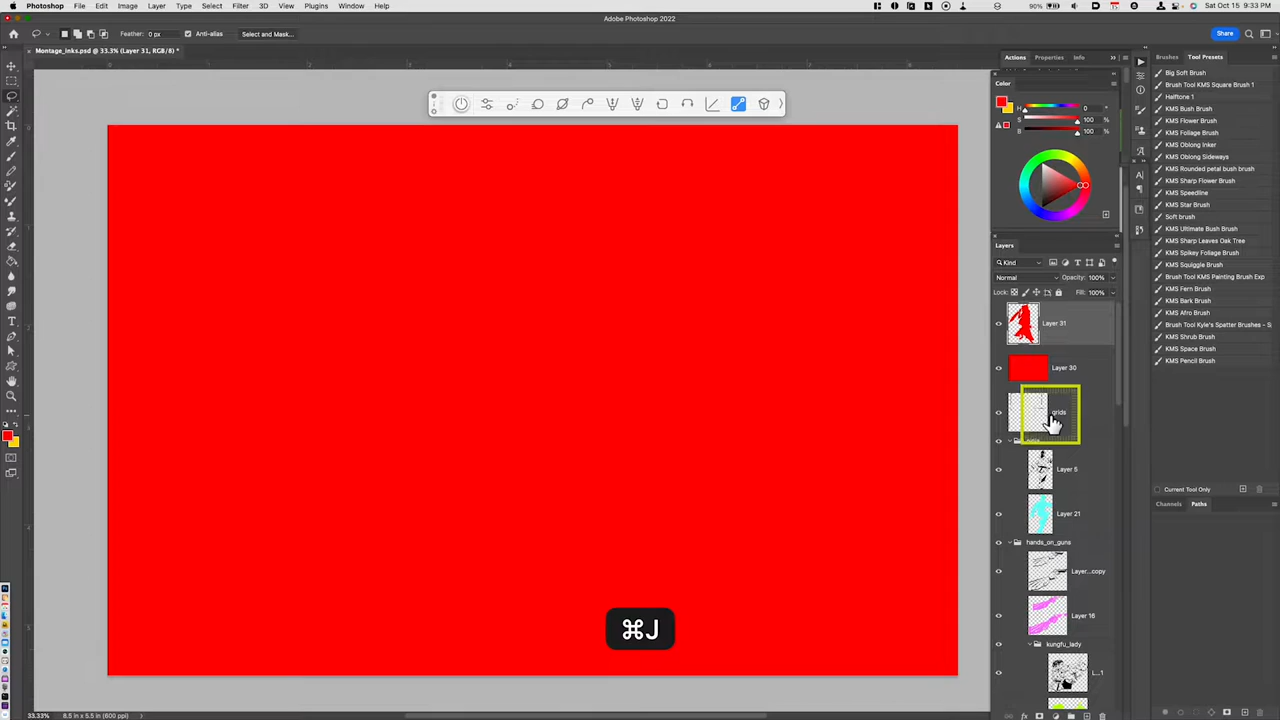 Photoshop File Edit Image Layer Type Select Filter 3D View Plugins Window Help
90% Sat Oct 15 9:33 PM
Adobe Photoshop 2022
Feather: 0 px Anti-alias Select and Mask... Share
Montage_Inks.psd @ 33.3% (Layer 31, RGB/8) *
Actions Properties Info
Color
H 0 °
S 100 %
B 100 %
Layers
Kind
Normal Opacity: 100%
Lock: Fill: 100%
Layer 31
Layer 30
grids
Layer 5
Layer 21
hands_on_guns
Layer...copy
Layer 16
kungfu_lady
L...1
Brushes Tool Presets
Big Soft Brush
Brush Tool KMS Square Brush 1
Halftone 1
KMS Bush Brush
KMS Flower Brush
KMS Foliage Brush
KMS Oblong Inker
KMS Oblong Sideways
KMS Rounded petal bush brush
KMS Sharp Flower Brush
KMS Speedline
KMS Star Brush
Soft brush
KMS Ultimate Bush Brush
KMS Sharp Leaves Oak Tree
KMS Spikey Foliage Brush
KMS Squiggle Brush
Brush Tool KMS Painting Brush Exp
KMS Fern Brush
KMS Bark Brush
KMS Afro Brush
Brush Tool Kyle's Spatter Brushes - S
KMS Shrub Brush
KMS Space Brush
KMS Pencil Brush
Current Tool Only
Channels Paths
⌘J
33.33% 8.5 in x 5.5 in (600 ppi)